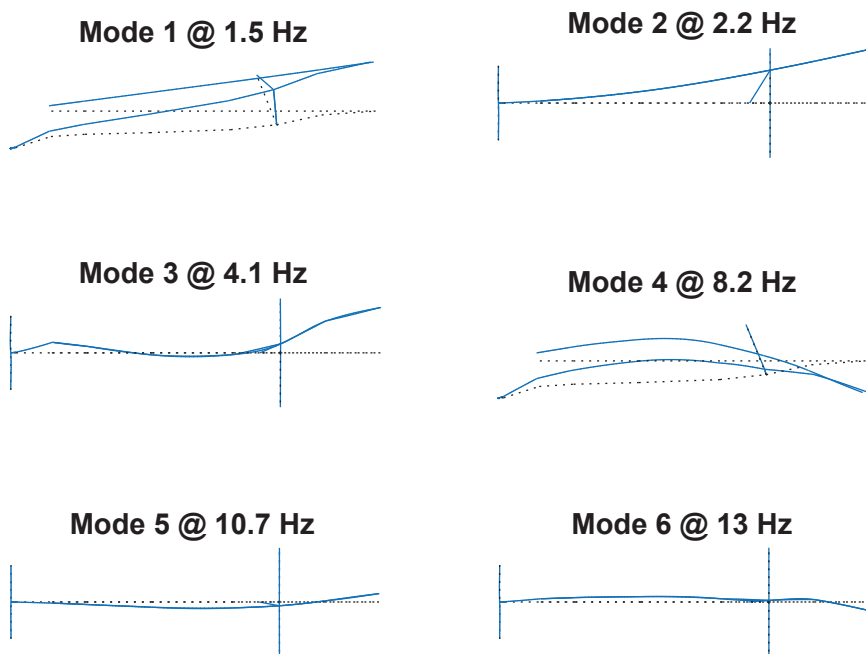 Mode 1 @ 1.5 Hz
Mode 2 @ 2.2 Hz
Mode 3 @ 4.1 Hz
Mode 4 @ 8.2 Hz
Mode 5 @ 10.7 Hz
Mode 6 @ 13 Hz